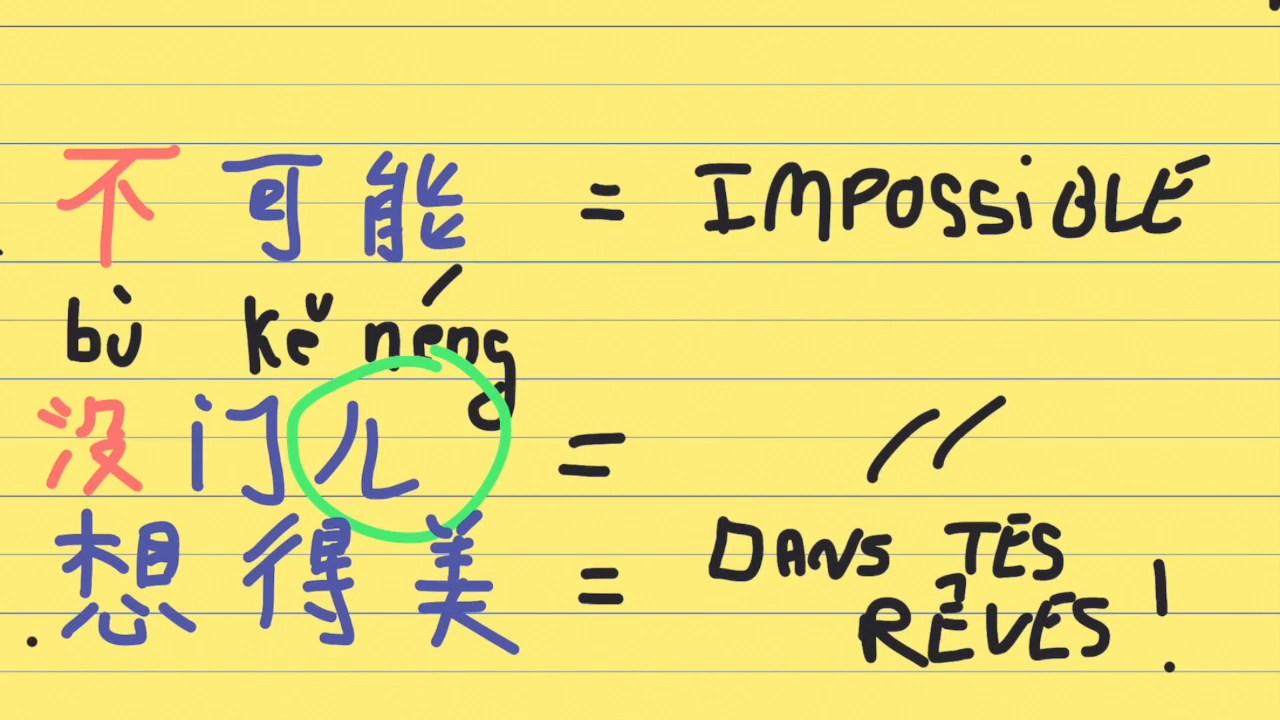 不可能 = IMPOSSIBLE
bù kě néng
没门儿 = //
想得美 = DANS TES RÊVES !